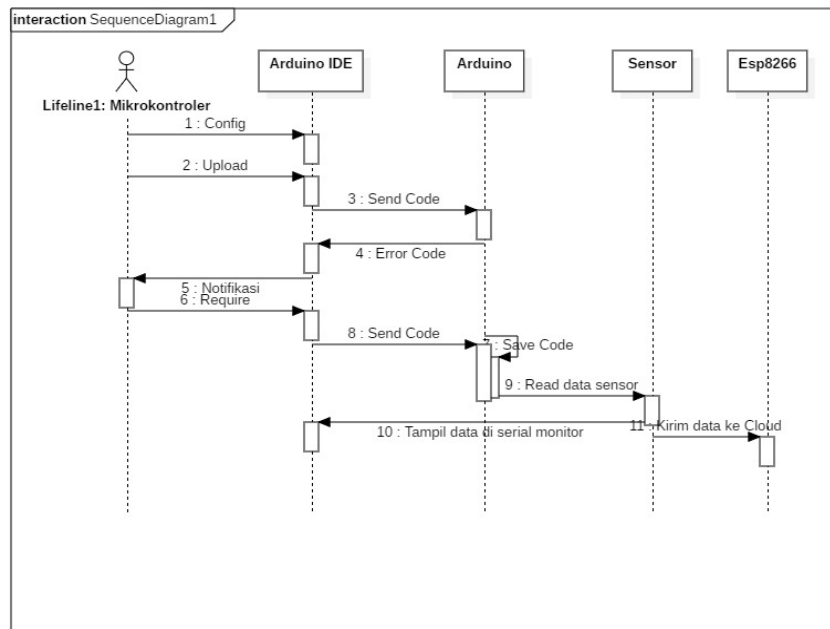 interaction SequenceDiagram1
Arduino IDE
Arduino
Sensor
Esp8266
Lifeline1: Mikrokontroler
1 : Config
2 : Upload
3 : Send Code
4 : Error Code
5 : Notifikasi
6 : Require
8 : Send Code
7 : Save Code
9 : Read data sensor
10 : Tampil data di serial monitor
11 : Kirim data ke Cloud